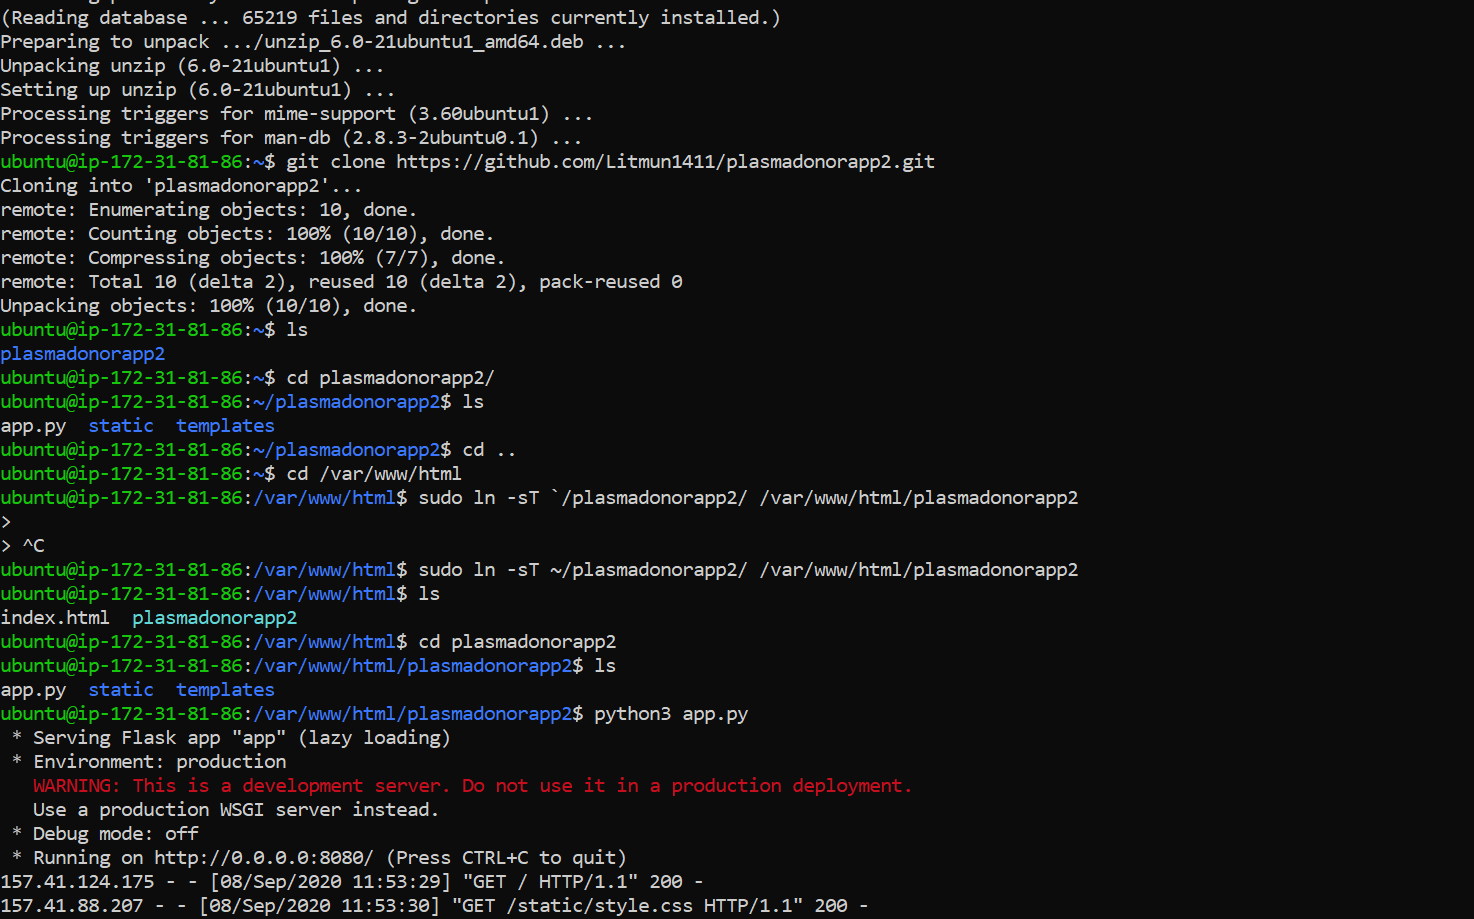 (Reading database ... 65219 files and directories currently installed.)
Preparing to unpack .../unzip_6.0-21ubuntu1_amd64.deb ...
Unpacking unzip (6.0-21ubuntu1) ...
Setting up unzip (6.0-21ubuntu1) ...
Processing triggers for mime-support (3.60ubuntu1) ...
Processing triggers for man-db (2.8.3-2ubuntu0.1) ...
ubuntu@ip-172-31-81-86:~$ git clone https://github.com/Litmun1411/plasmadonorapp2.git
Cloning into 'plasmadonorapp2'...
remote: Enumerating objects: 10, done.
remote: Counting objects: 100% (10/10), done.
remote: Compressing objects: 100% (7/7), done.
remote: Total 10 (delta 2), reused 10 (delta 2), pack-reused 0
Unpacking objects: 100% (10/10), done.
ubuntu@ip-172-31-81-86:~$ ls
plasmadonorapp2
ubuntu@ip-172-31-81-86:~$ cd plasmadonorapp2/
ubuntu@ip-172-31-81-86:~/plasmadonorapp2$ ls
app.py  static  templates
ubuntu@ip-172-31-81-86:~/plasmadonorapp2$ cd ..
ubuntu@ip-172-31-81-86:~$ cd /var/www/html
ubuntu@ip-172-31-81-86:/var/www/html$ sudo ln -sT `/plasmadonorapp2/ /var/www/html/plasmadonorapp2
>
> ^C
ubuntu@ip-172-31-81-86:/var/www/html$ sudo ln -sT ~/plasmadonorapp2/ /var/www/html/plasmadonorapp2
ubuntu@ip-172-31-81-86:/var/www/html$ ls
index.html  plasmadonorapp2
ubuntu@ip-172-31-81-86:/var/www/html$ cd plasmadonorapp2
ubuntu@ip-172-31-81-86:/var/www/html/plasmadonorapp2$ ls
app.py  static  templates
ubuntu@ip-172-31-81-86:/var/www/html/plasmadonorapp2$ python3 app.py
 * Serving Flask app "app" (lazy loading)
 * Environment: production
   WARNING: This is a development server. Do not use it in a production deployment.
   Use a production WSGI server instead.
 * Debug mode: off
 * Running on http://0.0.0.0:8080/ (Press CTRL+C to quit)
157.41.124.175 - - [08/Sep/2020 11:53:29] "GET / HTTP/1.1" 200 -
157.41.88.207 - - [08/Sep/2020 11:53:30] "GET /static/style.css HTTP/1.1" 200 -